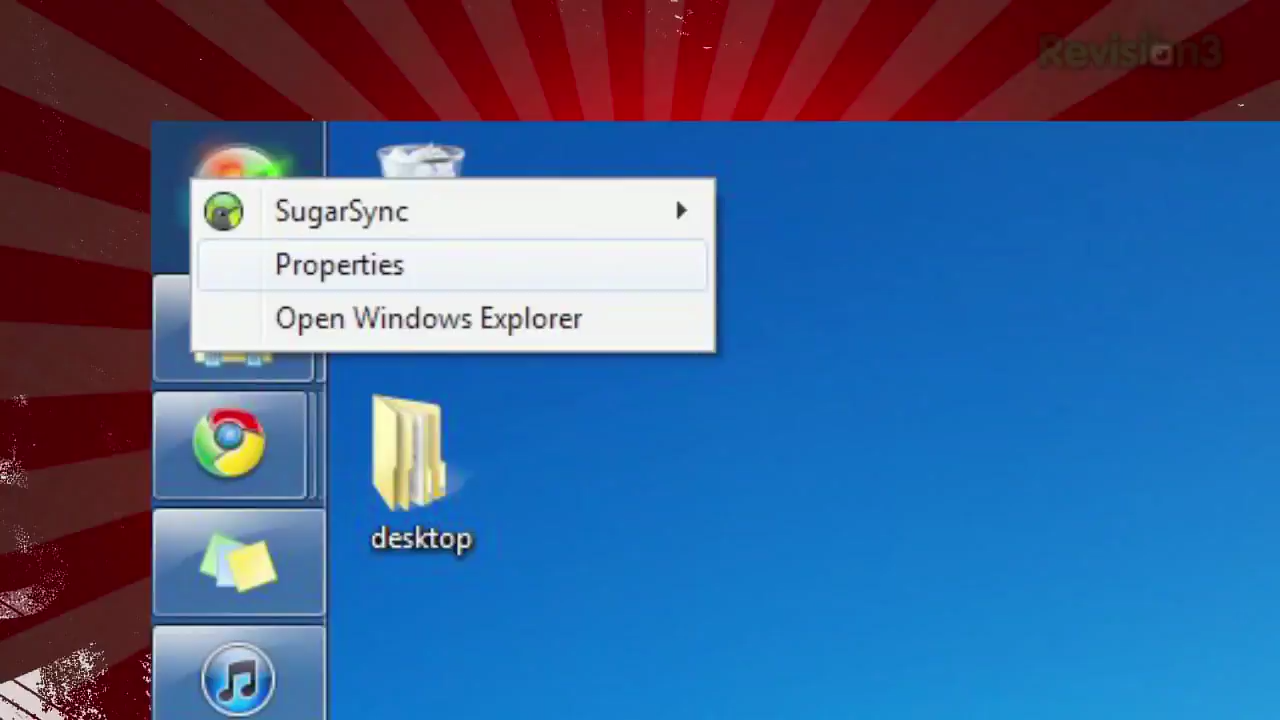 Revision3
SugarSync
Properties
Open Windows Explorer
desktop